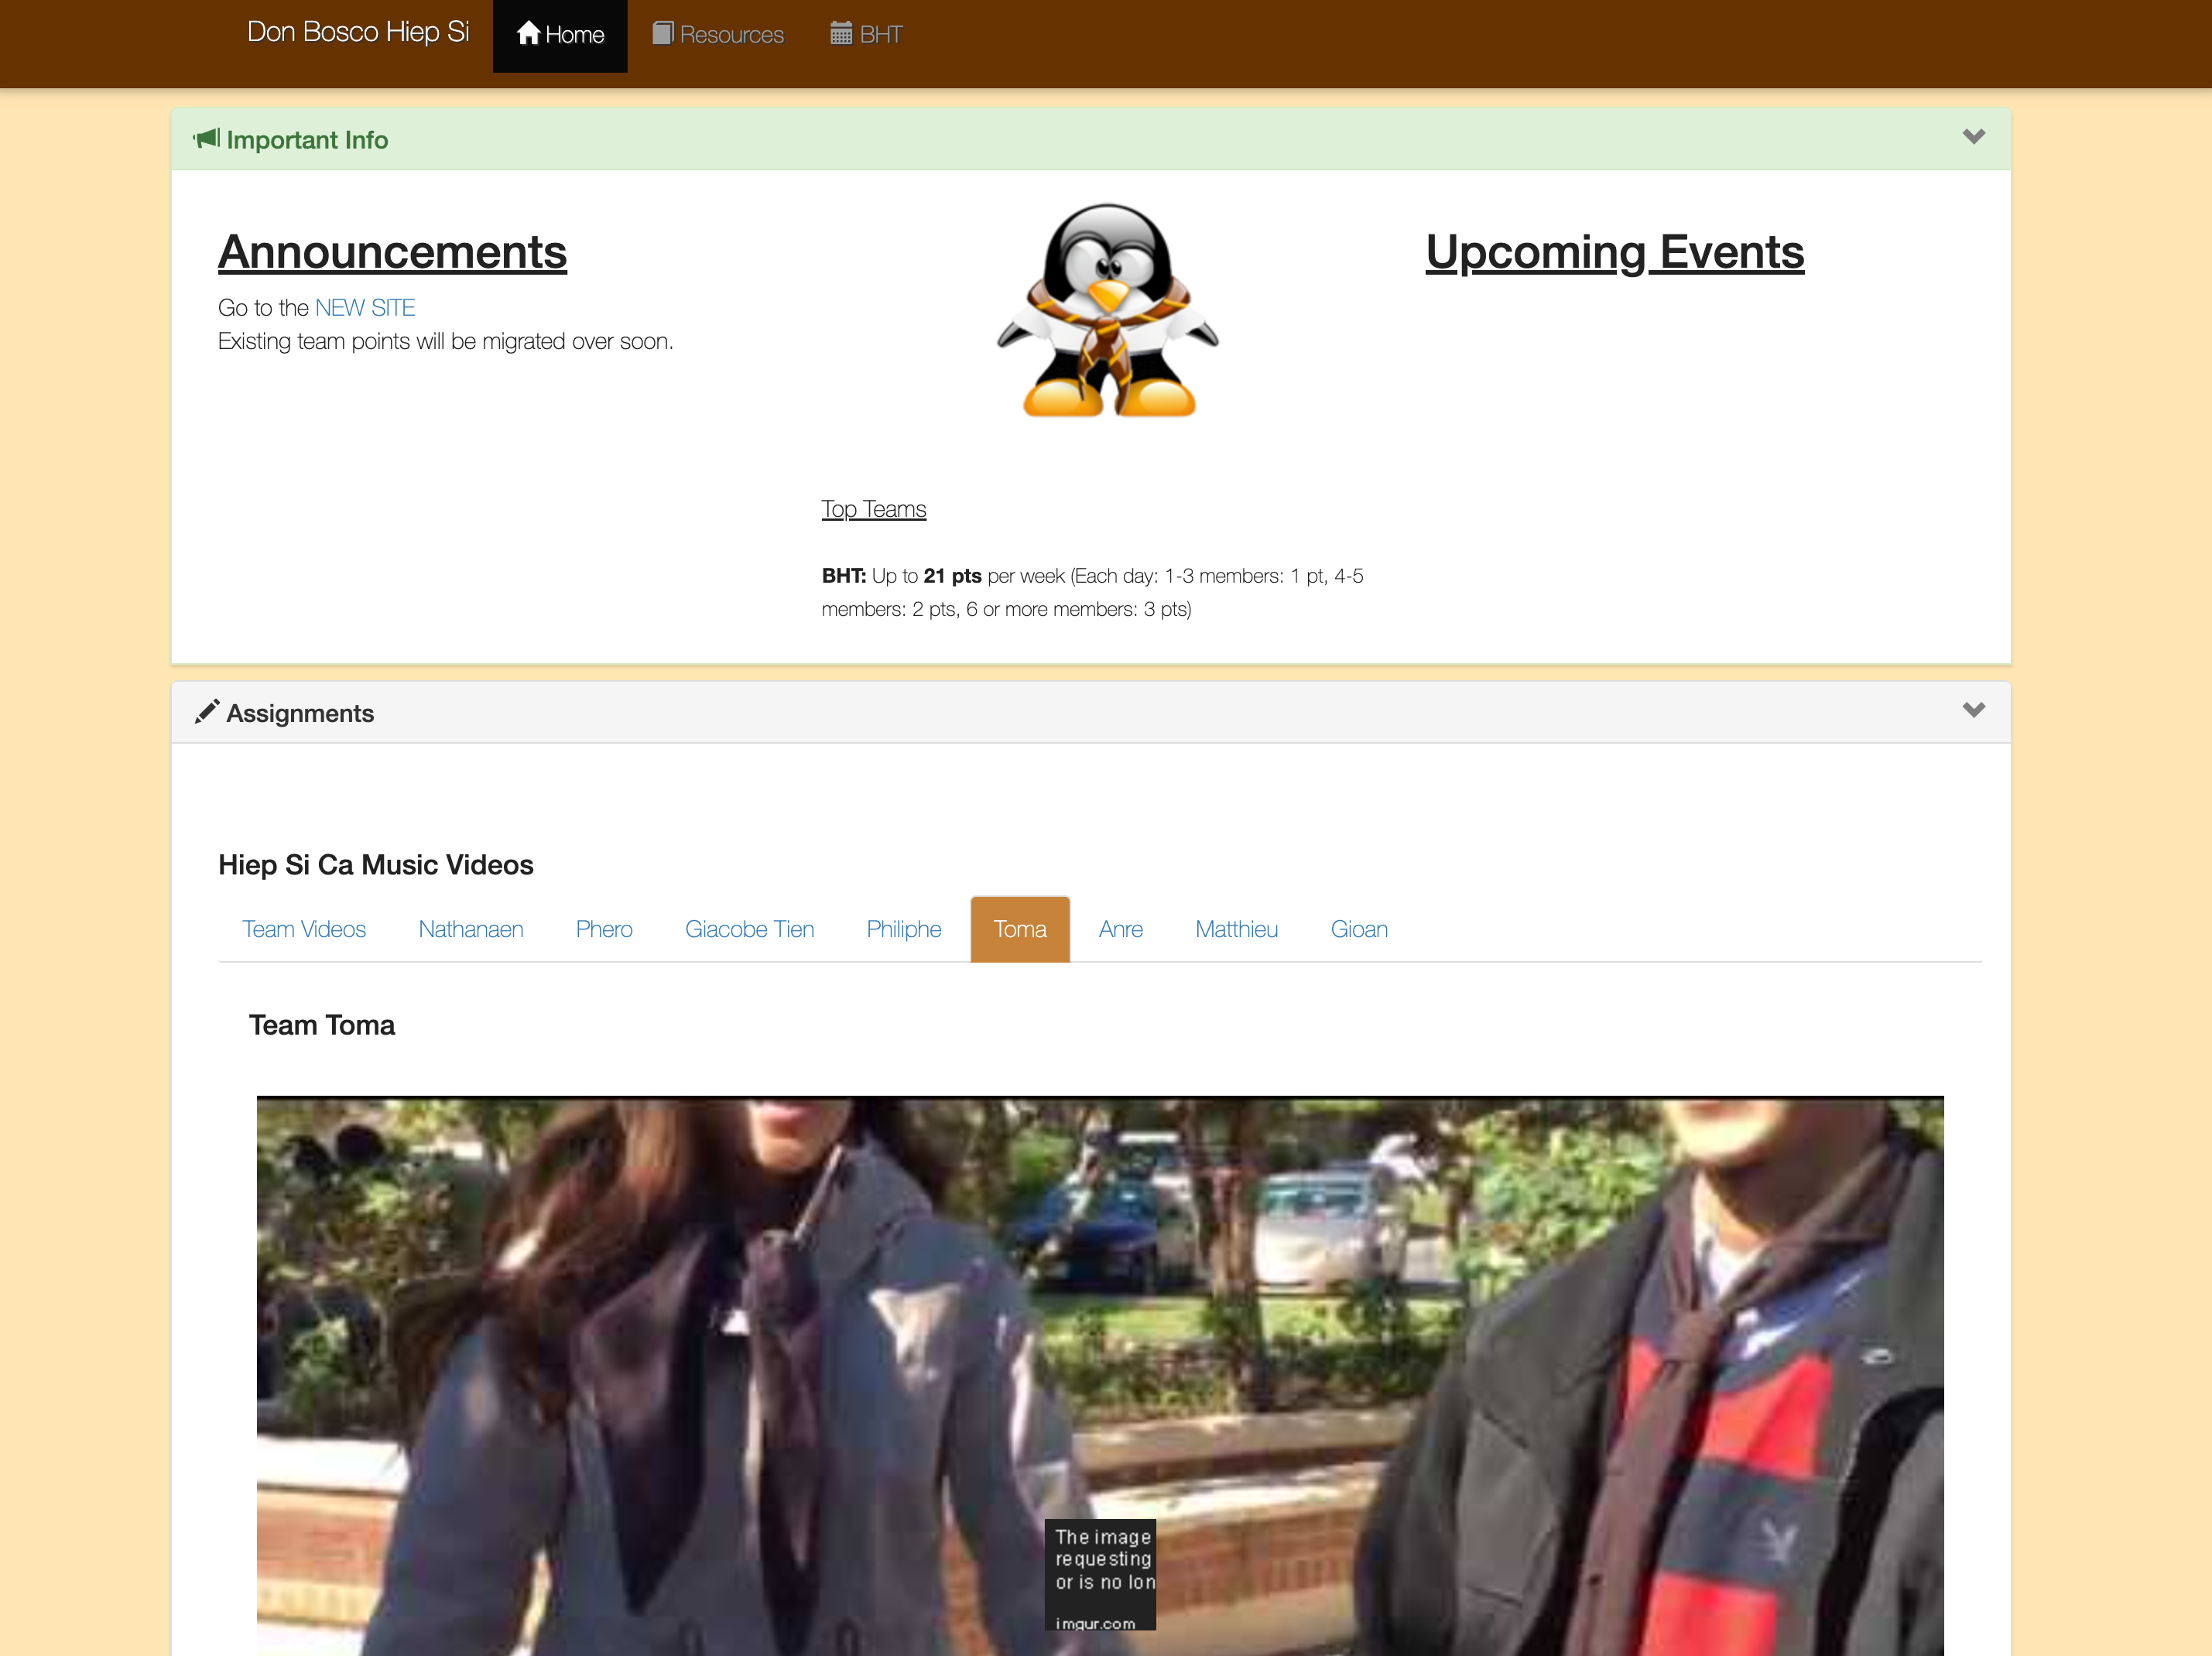 Don Bosco Hiep Si
Home
Resources
BHT
Important Info
Announcements
Go to the NEW SITE
Existing team points will be migrated over soon.
Upcoming Events
Top Teams
BHT: Up to 21 pts per week (Each day: 1-3 members: 1 pt, 4-5
members: 2 pts, 6 or more members: 3 pts)
Assignments
Hiep Si Ca Music Videos
Team Videos
Nathanaen
Phero
Giacobe Tien
Philiphe
Toma
Anre
Matthieu
Gioan
Team Toma
The image
requesting
or is no lon
imgur.com